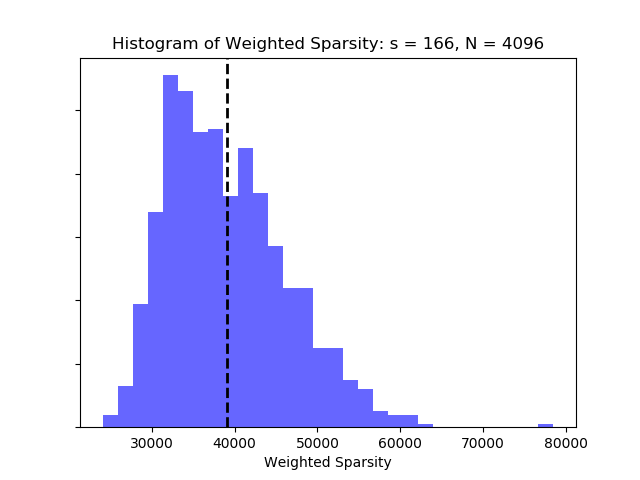 Histogram of Weighted Sparsity: s = 166, N = 4096
30000 40000 50000 60000 70000 80000
Weighted Sparsity